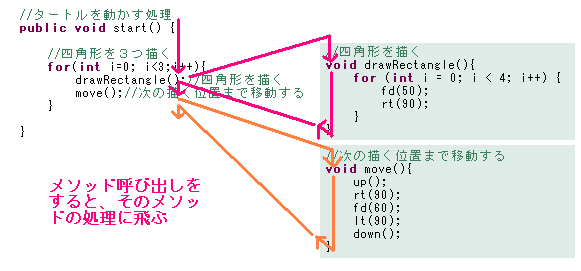 //タートルを動かす処理
public void start() {
//四角形を３つ描く
for(int i=0; i<3;i++){
drawRectangle();//四角形を描く
move();//次の描く位置まで移動する
}
}
メソッド呼び出しを
すると、そのメソッ
ドの処理に飛ぶ
//四角形を描く
void drawRectangle(){
for (int i = 0; i < 4; i++) {
fd(50);
rt(90);
}
}
//次の描く位置まで移動する
void move(){
up();
rt(90);
fd(60);
lt(90);
down();
}